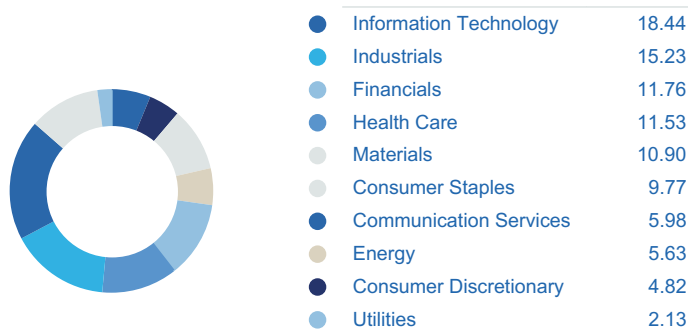 Information Technology 18.44
Industrials 15.23
Financials 11.76
Health Care 11.53
Materials 10.90
Consumer Staples 9.77
Communication Services 5.98
Energy 5.63
Consumer Discretionary 4.82
Utilities 2.13